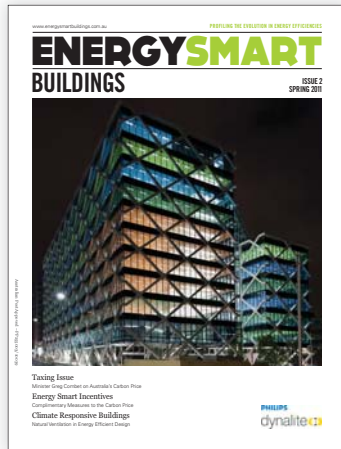 www.energysmartbuildings.com.au
PROFILING THE EVOLUTION IN ENERGY EFFICIENCIES
ENERGYSMART
BUILDINGS
ISSUE 2
SPRING 2011
Taxing Issue
Minister Greg Combet on Australia's Carbon Price
Energy Smart Incentives
Complimentary Measures to the Carbon Price
Climate Responsive Buildings
Natural Ventilation in Energy Efficient Design
PHILIPS
dynalite